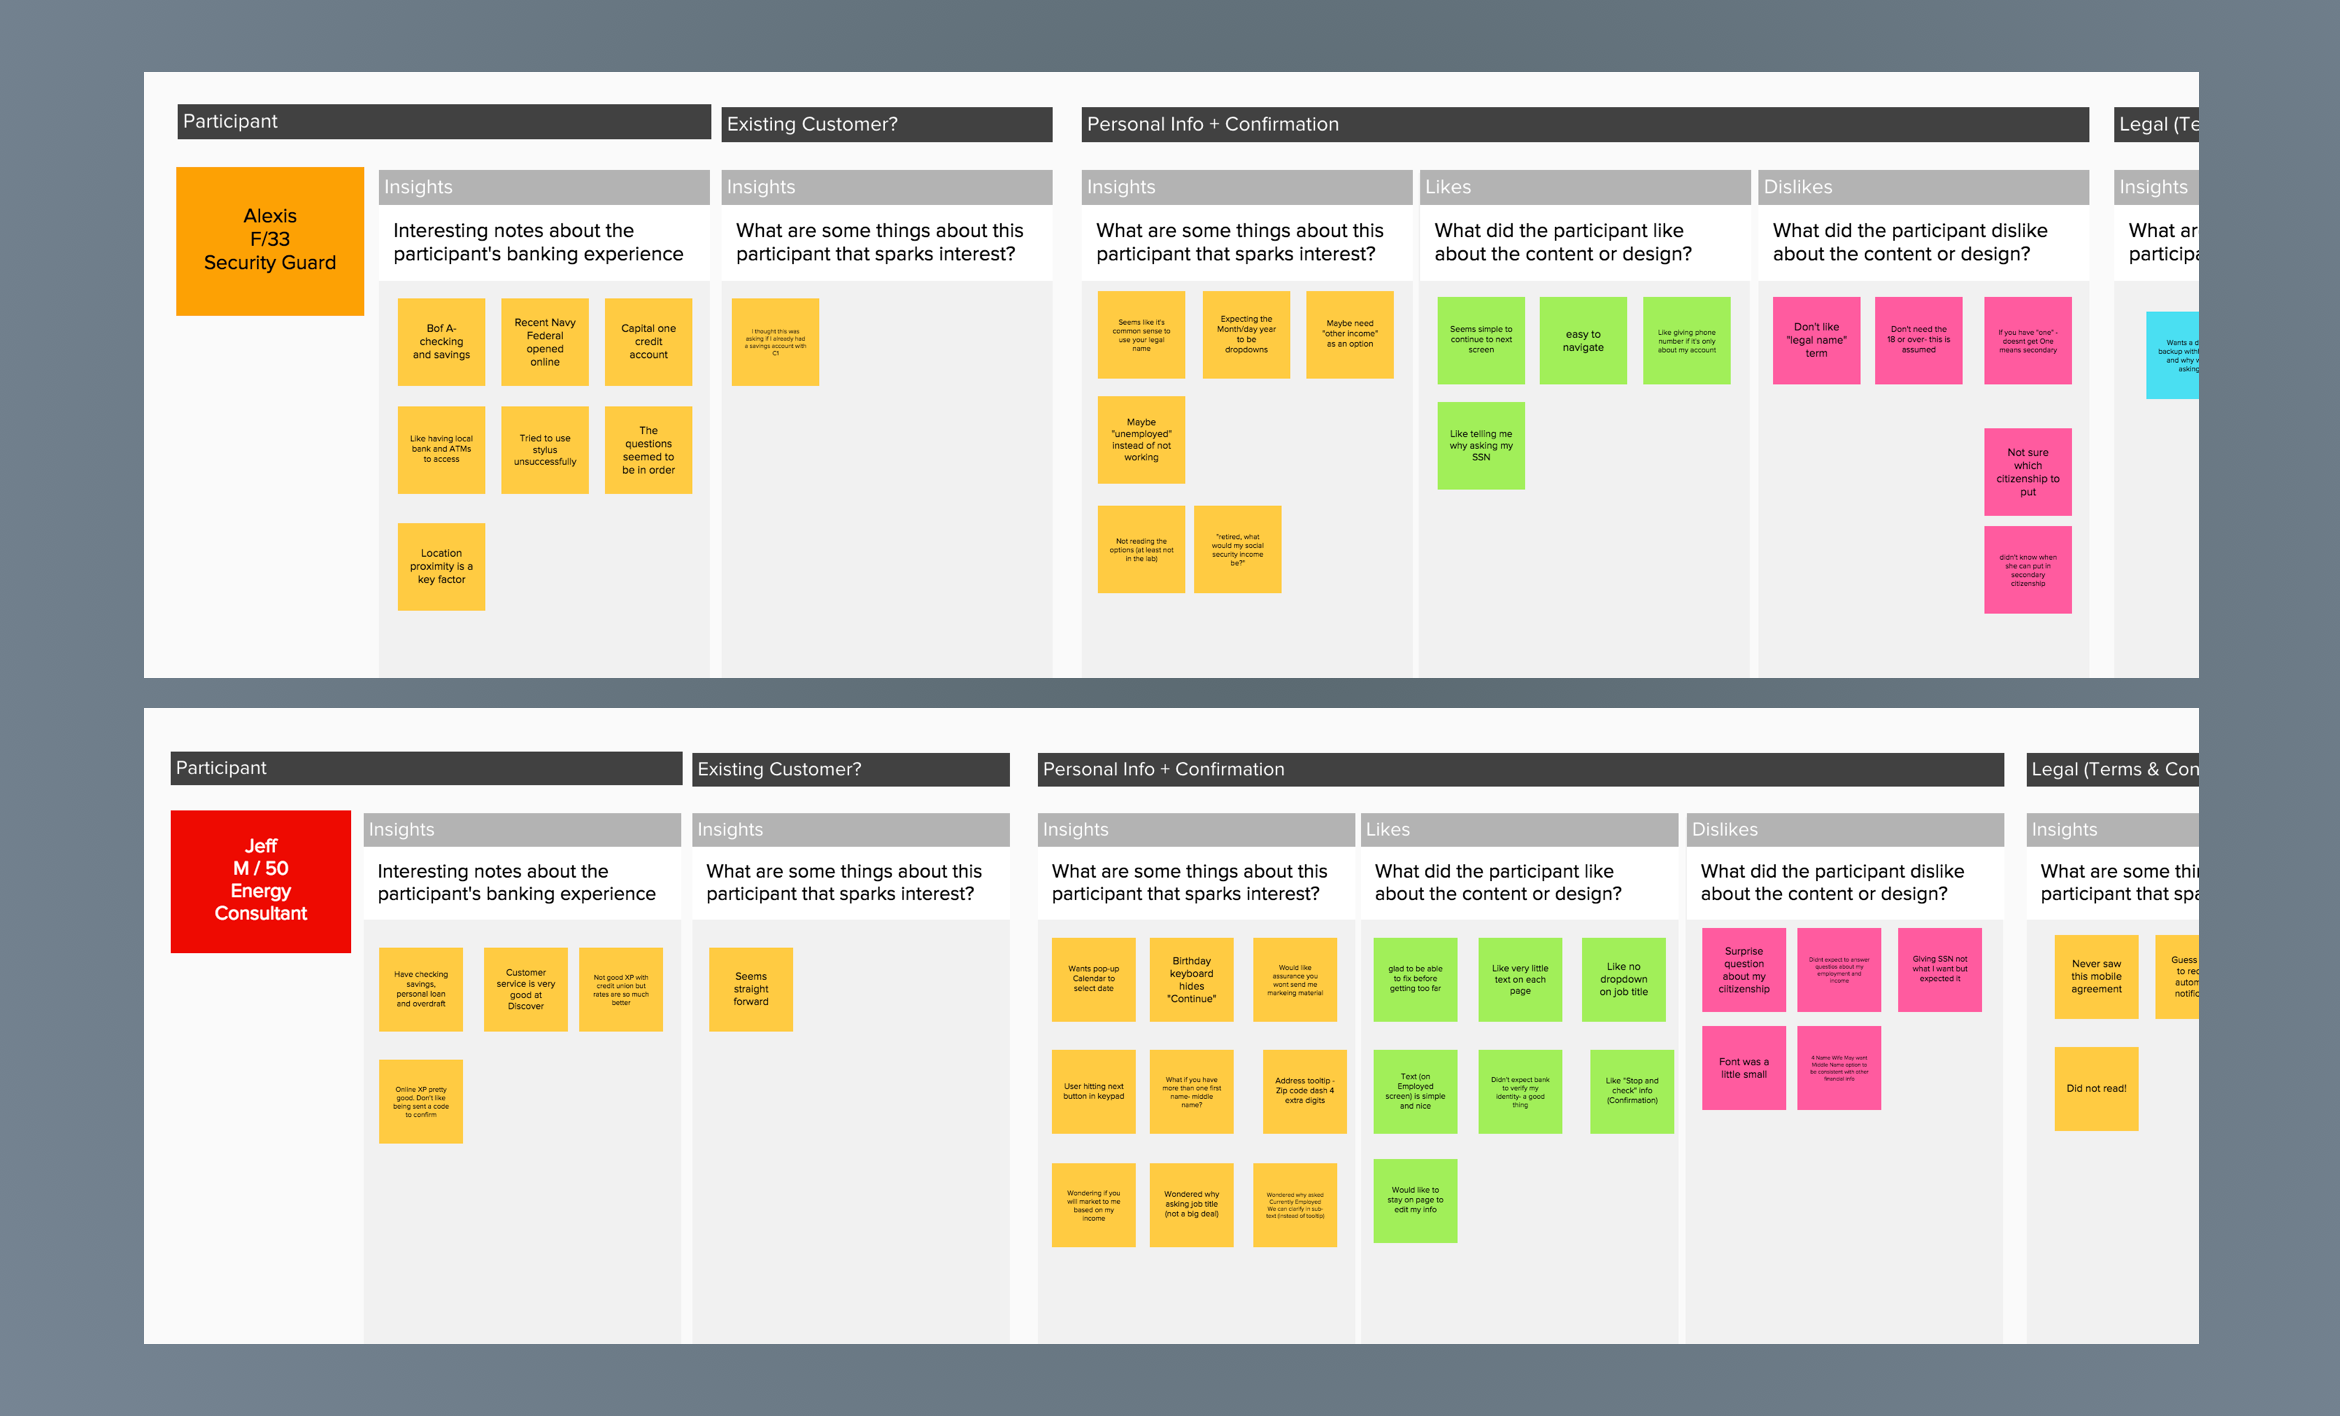 Participant
Existing Customer?
Personal Info + Confirmation
Legal (Te
Alexis
F/33
Security Guard
Insights
Interesting notes about the
participant's banking experience
Bof A-
checking
and savings
Recent Navy
Federal
opened
online
Capital one
credit
account
Like having local
bank and ATMs
to access
Tried to use
stylus
unsuccessfully
The
questions
seemed to
be in order
Location
proximity is a
key factor
Insights
What are some things about this
participant that sparks interest?
I thought this was
asking if I already had
a savings account with
C1
Insights
What are some things about this
participant that sparks interest?
Seems like it's
common sense to
use your legal
name
Expecting the
Month/day year
to be
dropdowns
Maybe need
"other income"
as an option
Maybe
"unemployed"
instead of not
working
Not reading the
options (at least not
in the lab)
"retired, what
would my social
security income
be?"
Likes
What did the participant like
about the content or design?
Seems simple to
continue to next
screen
easy to
navigate
Like giving phone
number if it's only
about my account
Like telling me
why asking my
SSN
Dislikes
What did the participant dislike
about the content or design?
Don't like
"legal name"
term
Don't need the
18 or over- this is
assumed
If you have "one" -
doesnt get One
means secondary
Not sure
which
citizenship to
put
didn't know when
she can put in
secondary
citizenship
Insights
What ar
participa
Wants a d
backup with
and why w
asking
Participant
Existing Customer?
Personal Info + Confirmation
Legal (Terms & Con
Jeff
M / 50
Energy
Consultant
Insights
Interesting notes about the
participant's banking experience
Have checking
savings,
personal loan
and overdraft
Customer
service is very
good at
Discover
Not good XP with
credit union but
rates are so much
better
Online XP pretty
good. Don't like
being sent a code
to confirm
Insights
What are some things about this
participant that sparks interest?
Seems
straight
forward
Insights
What are some things about this
participant that sparks interest?
Wants pop-up
Calendar to
select date
Birthday
keyboard
hides
"Continue"
Would like
assurance you
wont send me
markeing material
User hitting next
button in keypad
What if you have
more than one first
name- middle
name?
Address tooltip -
Zip code dash 4
extra digits
Wondering if you
will market to me
based on my
income
Wondered why
asking job title
(not a big deal)
Wondered why asked
Currently Employed
We can clarify in sub-
text (instead of tooltip)
Likes
What did the participant like
about the content or design?
glad to be able
to fix before
getting too far
Like very little
text on each
page
Like no
dropdown
on job title
Text (on
Employed
screen) is simple
and nice
Didn't expect bank
to verify my
identity- a good
thing
Like "Stop and
check" info
(Confirmation)
Would like to
stay on page to
edit my info
Dislikes
What did the participant dislike
about the content or design?
Surprise
question
about my
ciitizenship
Didnt expect to answer
question about my
employment and
income
Giving SSN not
what I want but
expected it
Font was a
little small
4 Name Wife May want
Middle Name option to
be consistent with other
financial info
Insights
What are some thin
participant that spa
Never saw
this mobile
agreement
Guess
to rec
autom
notific
Did not read!